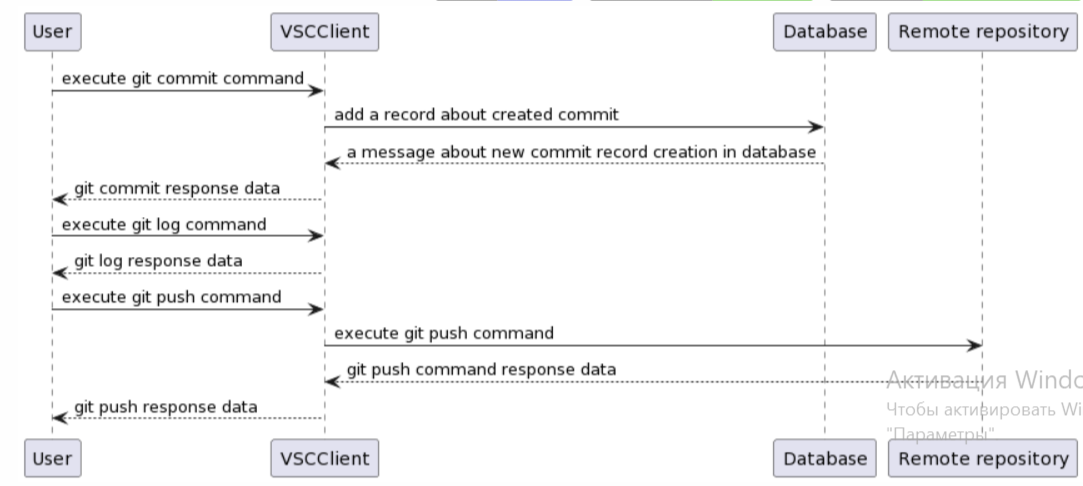 User VSCClient Database Remote repository
execute git commit command
add a record about created commit
a message about new commit record creation in database
git commit response data
execute git log command
git log response data
execute git push command
execute git push command
git push command response data
Активация Windo
git push response data
Чтобы активировать Wi
"Параметры"
User VSCClient Database Remote repository